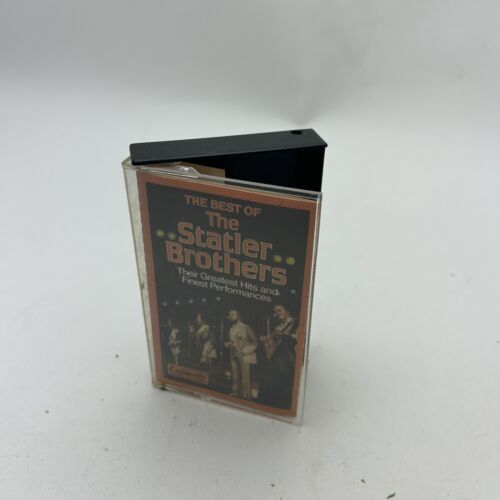 THE BEST OF
The
Statler
Brothers
Their Greatest Hits and
Finest Performances